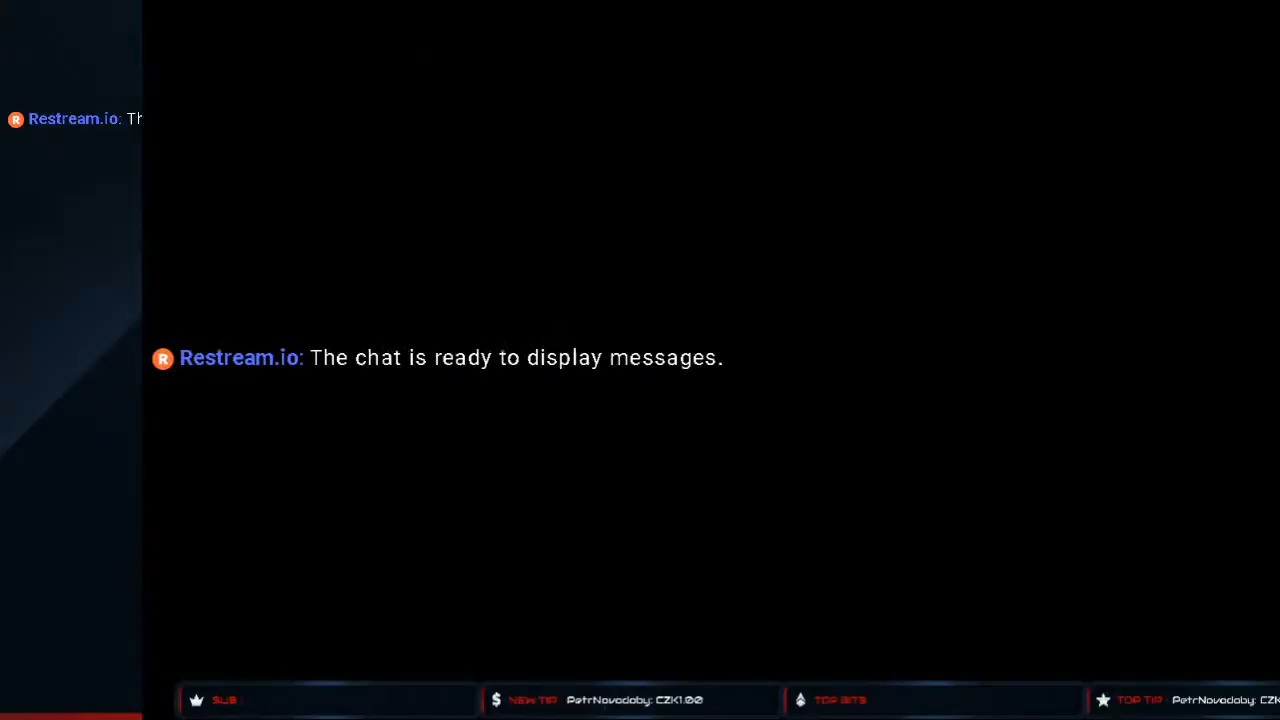 R Restream.io: Th
R Restream.io: The chat is ready to display messages.
SUB
$ NEW TIP PetrNovodoby: CZK1.00
TOP BITS
TOP TIP PetrNovodoby: CZK